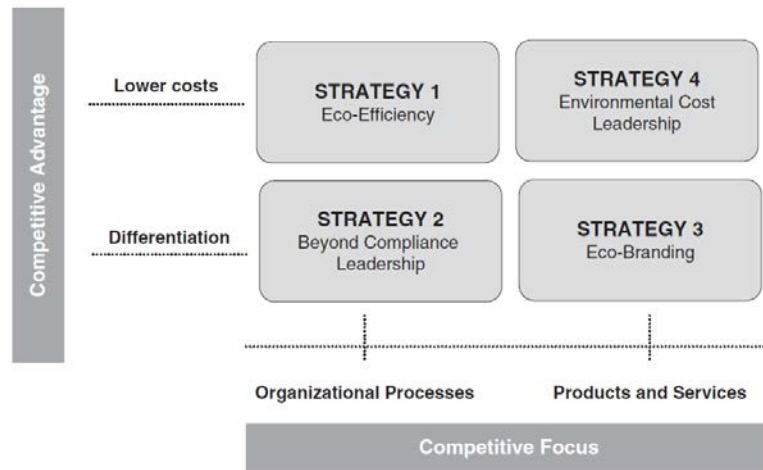 Competitive Advantage
Lower costs
STRATEGY 1
Eco-Efficiency
STRATEGY 4
Environmental Cost
Leadership
Differentiation
STRATEGY 2
Beyond Compliance
Leadership
STRATEGY 3
Eco-Branding
Organizational Processes
Products and Services
Competitive Focus